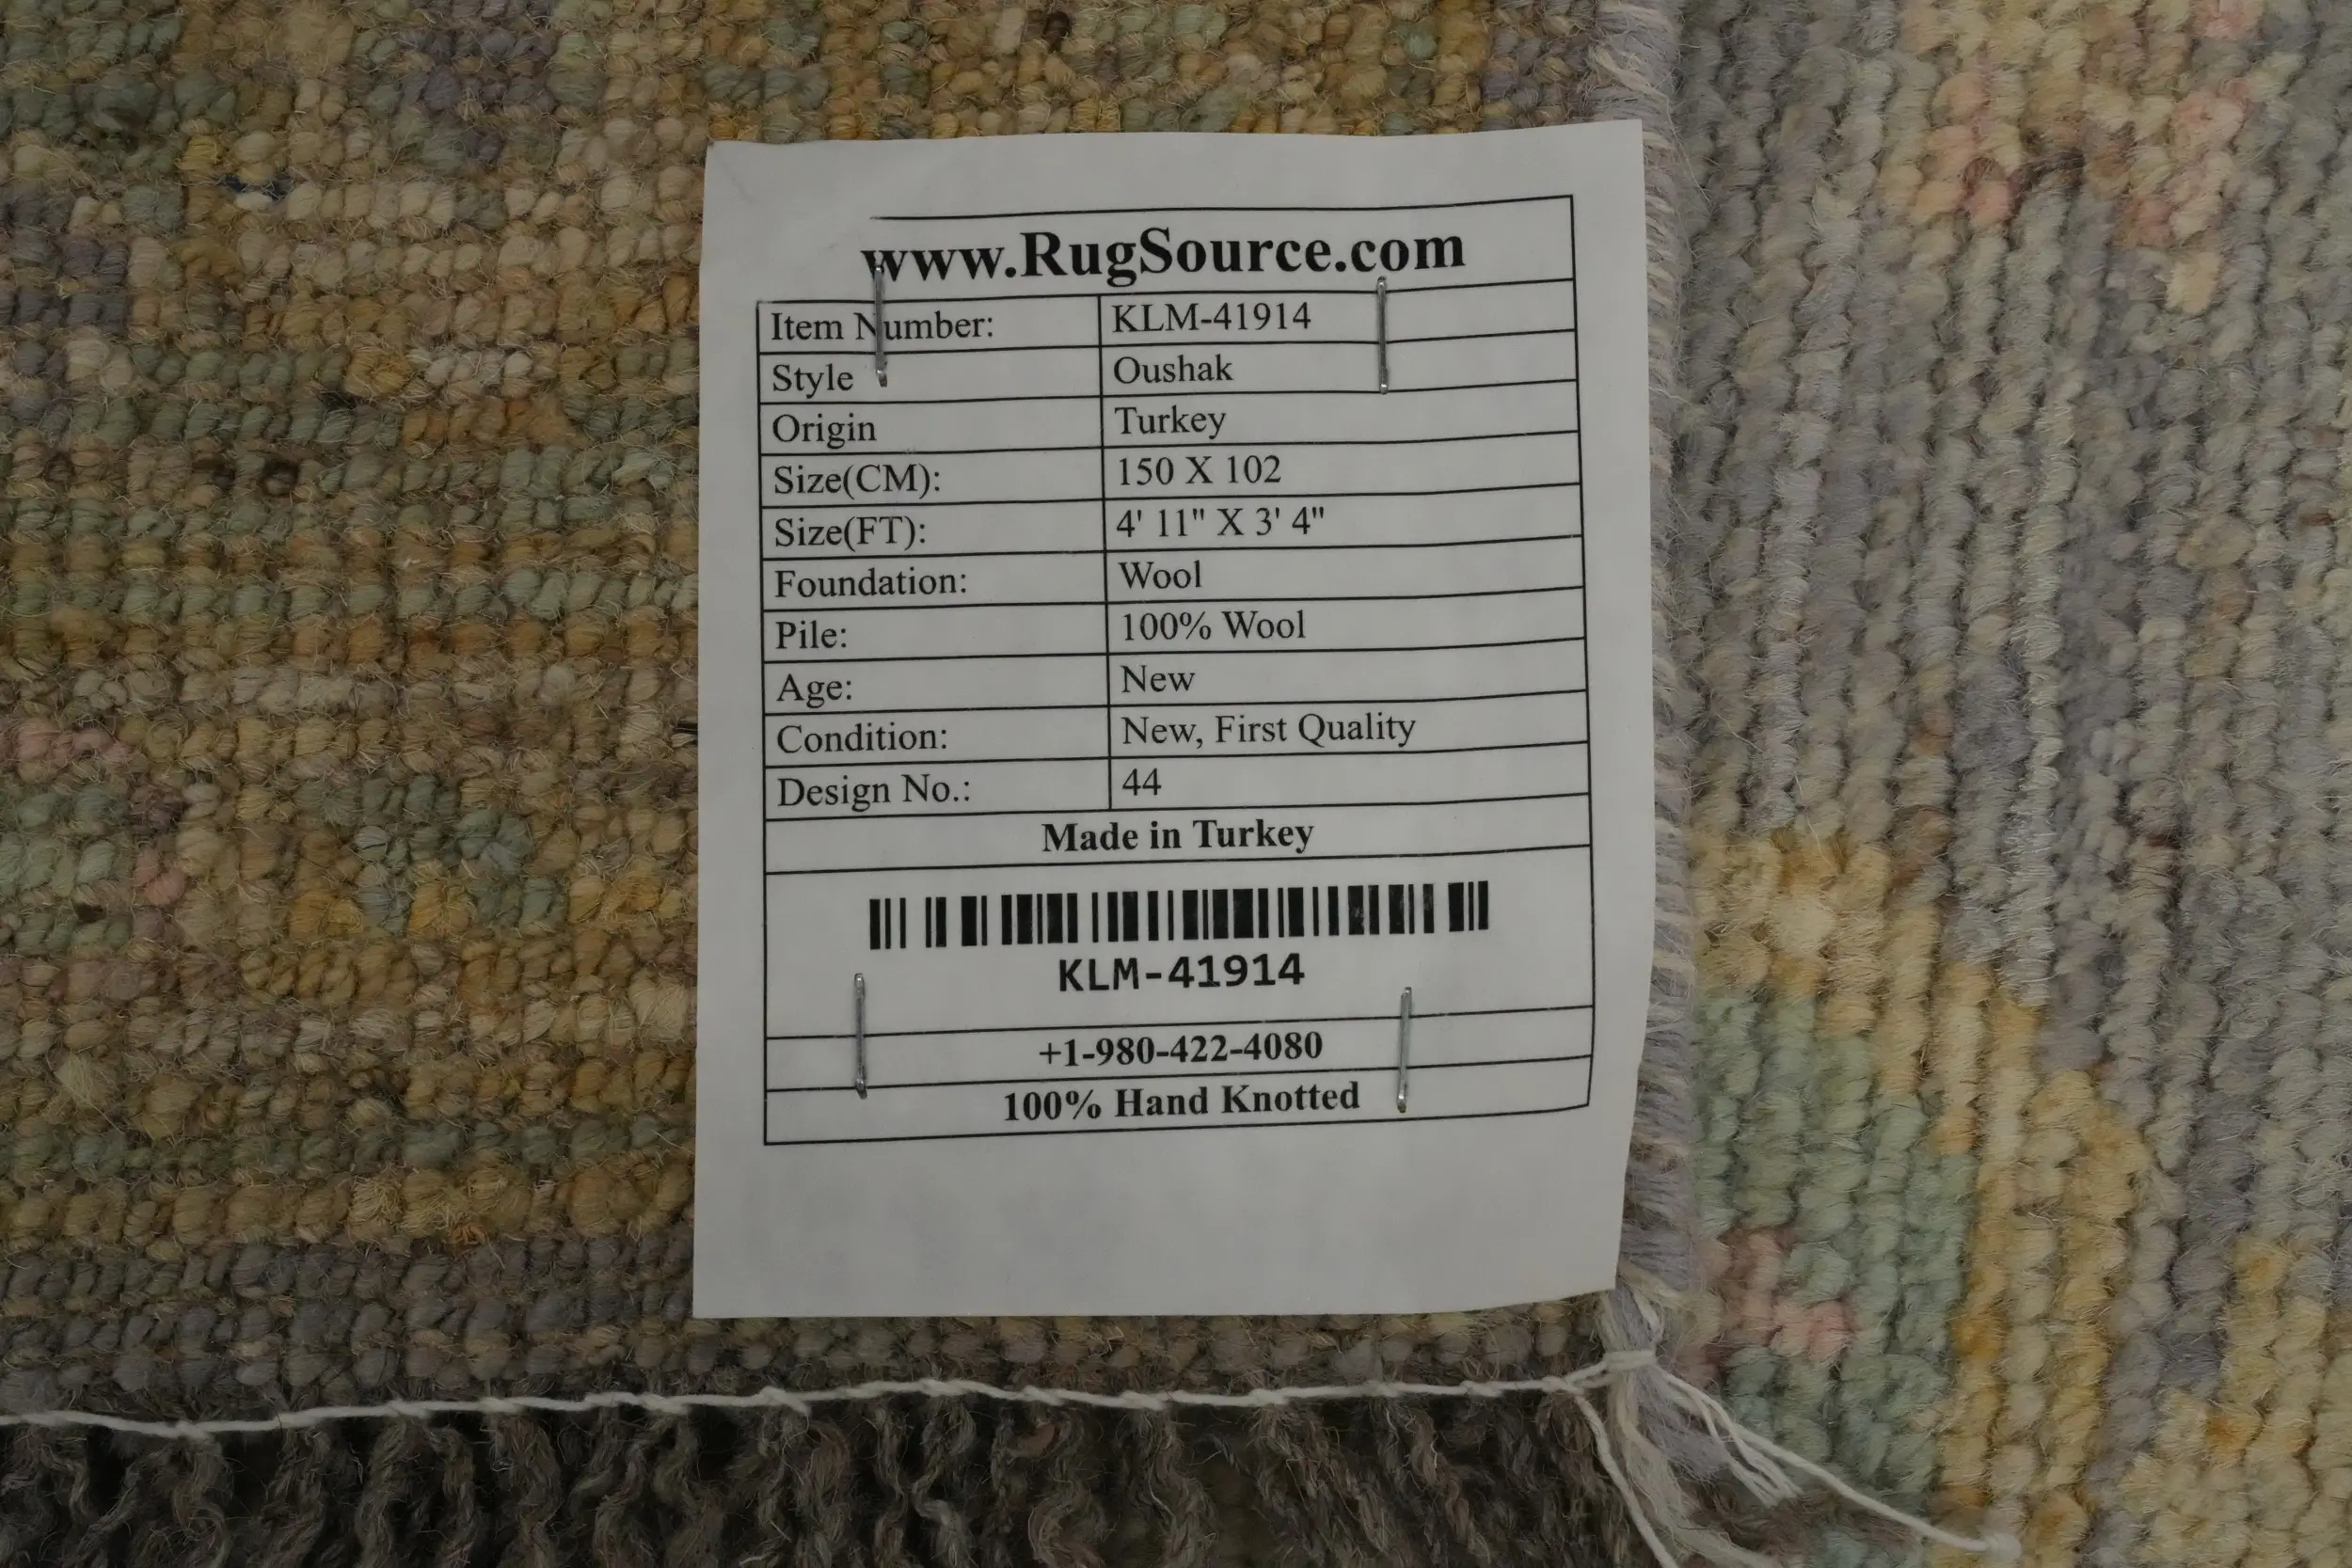 www.RugSource.com
Item Number: KLM-41914
Style Oushak
Origin Turkey
Size(CM): 150 X 102
Size(FT): 4' 11" X 3' 4"
Foundation: Wool
Pile: 100% Wool
Age: New
Condition: New, First Quality
Design No.: 44
Made in Turkey
KLM-41914
+1-980-422-4080
100% Hand Knotted